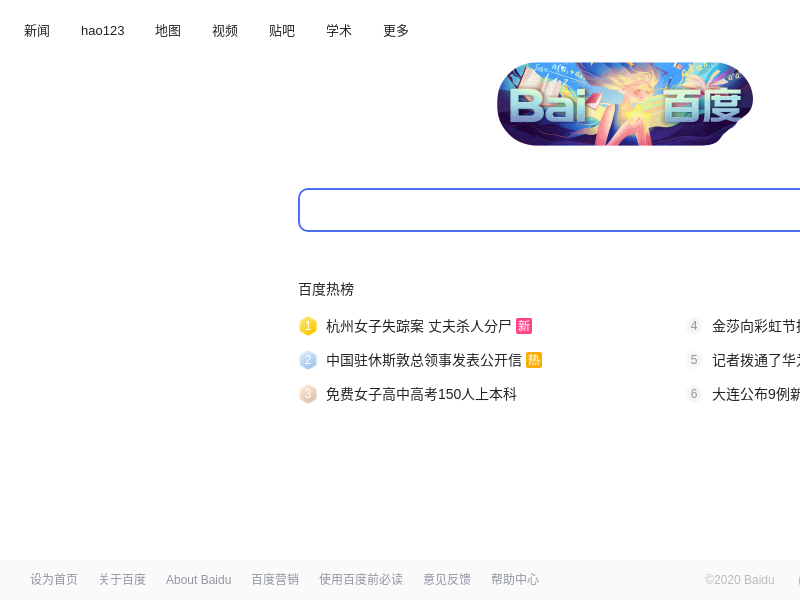 新闻 hao123 地图 视频 贴吧 学术 更多
Bai 百度
百度热榜
1 杭州女子失踪案 丈夫杀人分尸 新
4 金莎向彩虹节
2 中国驻休斯敦总领事发表公开信 热
5 记者拨通了华
3 免费女子高中高考150人上本科
6 大连公布9例新
设为首页 关于百度 About Baidu 百度营销 使用百度前必读 意见反馈 帮助中心 ©2020 Baidu